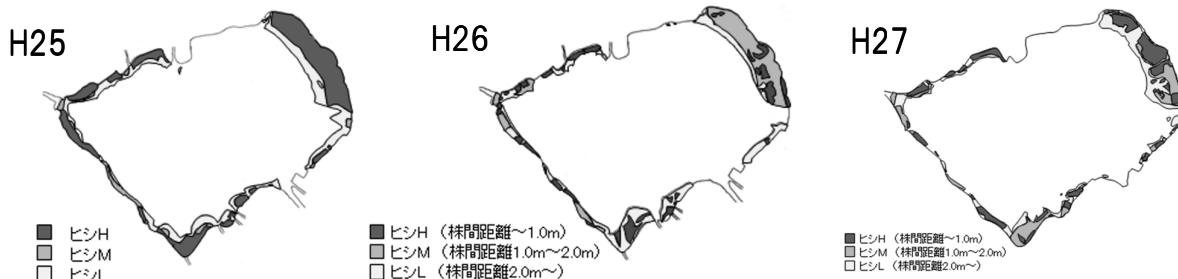 H25
ヒシH
ヒシM
ヒシL
H26
ヒシH （株間距離～1.0m）
ヒシM （株間距離1.0m～2.0m）
ヒシL （株間距離2.0m～）
H27
ヒシH （株間距離～1.0m）
ヒシM （株間距離1.0m～2.0m）
ヒシL （株間距離2.0m～）